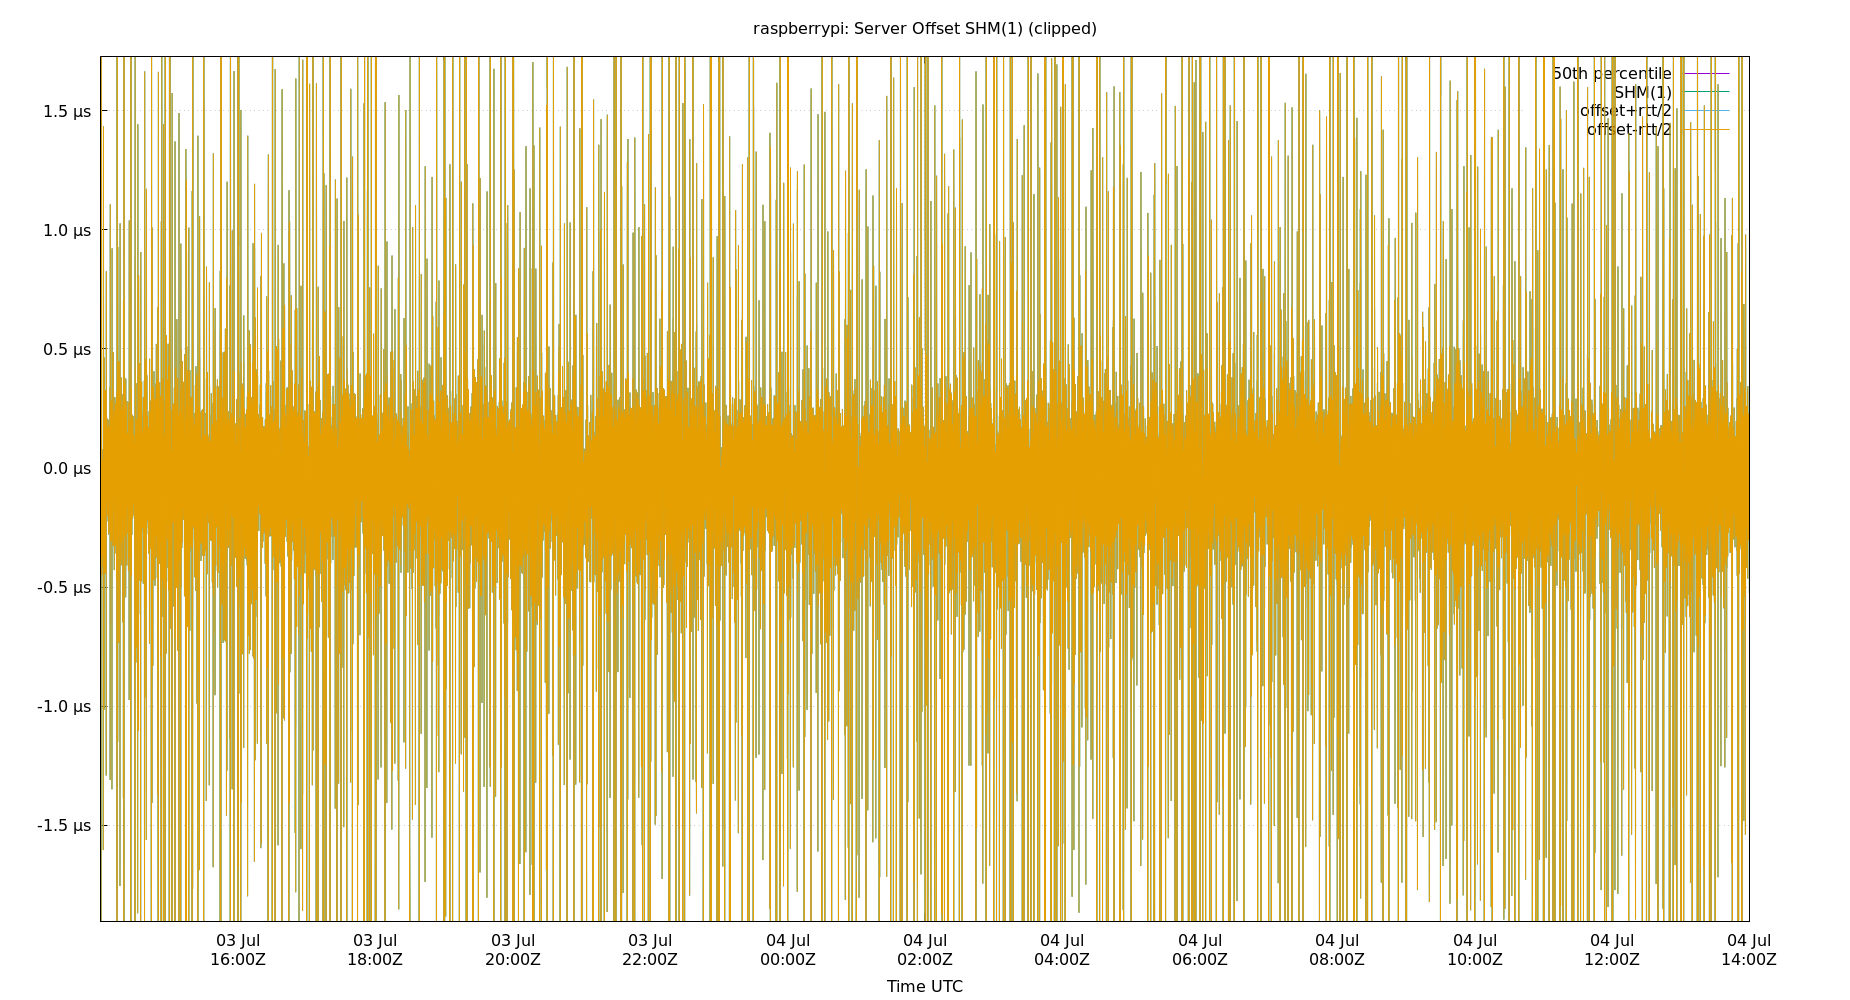 raspberrypi: Server Offset SHM(1) (clipped)
50th percentile
SHM(1)
offset+rtt/2
offset-rtt/2
1.5 µs
1.0 µs
0.5 µs
0.0 µs
-0.5 µs
-1.0 µs
-1.5 µs
03 Jul 03 Jul 03 Jul 03 Jul 04 Jul 04 Jul 04 Jul 04 Jul 04 Jul 04 Jul 04 Jul 04 Jul
16:00Z 18:00Z 20:00Z 22:00Z 00:00Z 02:00Z 04:00Z 06:00Z 08:00Z 10:00Z 12:00Z 14:00Z
Time UTC